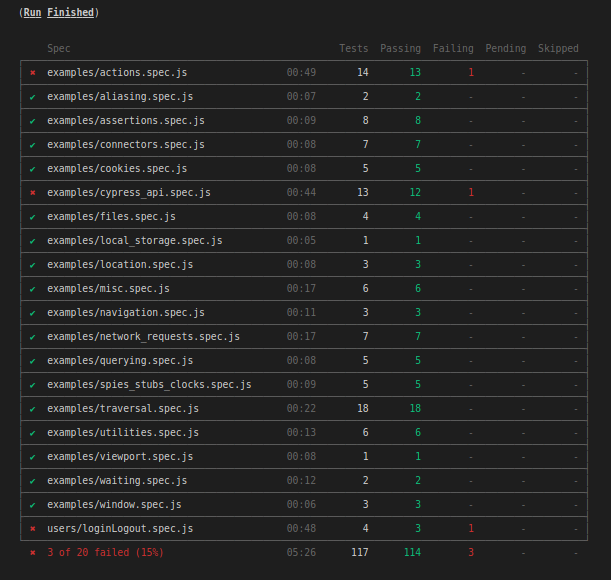 (Run Finished)
Spec Tests Passing Failing Pending Skipped
✖ examples/actions.spec.js 00:49 14 13 1 - -
✔ examples/aliasing.spec.js 00:07 2 2 - - -
✔ examples/assertions.spec.js 00:09 8 8 - - -
✔ examples/connectors.spec.js 00:08 7 7 - - -
✔ examples/cookies.spec.js 00:08 5 5 - - -
✖ examples/cypress_api.spec.js 00:44 13 12 1 - -
✔ examples/files.spec.js 00:08 4 4 - - -
✔ examples/local_storage.spec.js 00:05 1 1 - - -
✔ examples/location.spec.js 00:08 3 3 - - -
✔ examples/misc.spec.js 00:17 6 6 - - -
✔ examples/navigation.spec.js 00:11 3 3 - - -
✔ examples/network_requests.spec.js 00:17 7 7 - - -
✔ examples/querying.spec.js 00:08 5 5 - - -
✔ examples/spies_stubs_clocks.spec.js 00:09 5 5 - - -
✔ examples/traversal.spec.js 00:22 18 18 - - -
✔ examples/utilities.spec.js 00:13 6 6 - - -
✔ examples/viewport.spec.js 00:08 1 1 - - -
✔ examples/waiting.spec.js 00:12 2 2 - - -
✔ examples/window.spec.js 00:06 3 3 - - -
✖ users/loginLogout.spec.js 00:48 4 3 1 - -
✖ 3 of 20 failed (15%) 05:26 117 114 3 - -